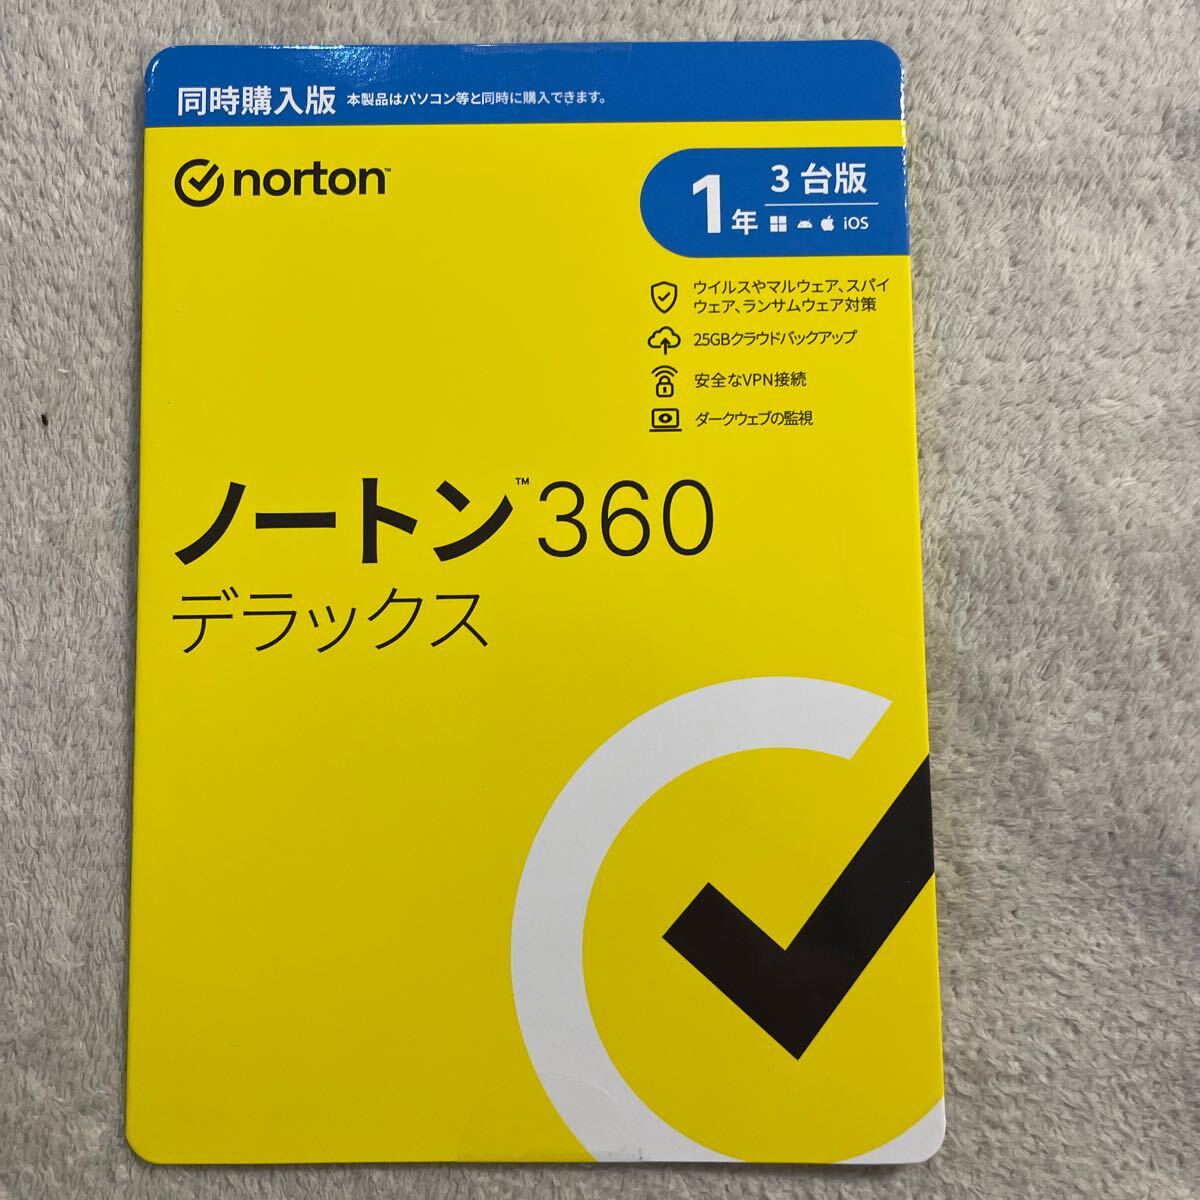 同時購入版 本製品はパソコン等と同時に購入できます。
norton™
1年
3台版
iOS
ウイルスやマルウェア、スパイ
ウェア、ランサムウェア対策
25GBクラウドバックアップ
安全なVPN接続
ダークウェブの監視
ノートン™ 360
デラックス